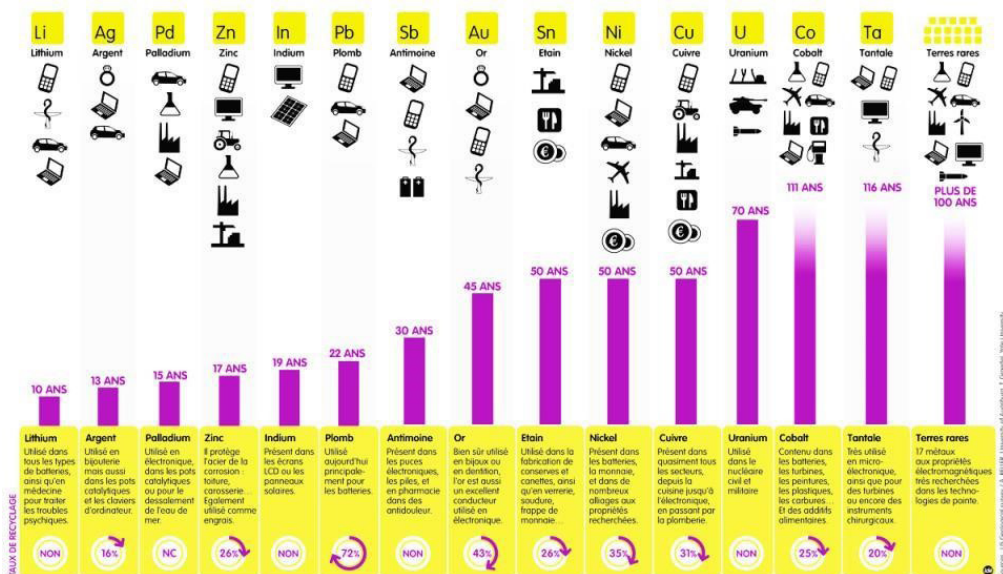 Li
Ag
Pd
Zn
In
Pb
Sb
Au
Sn
Ni
Cu
U
Co
Ta
Lithium
Argent
Palladium
Zinc
Indium
Plomb
Antimoine
Or
Etain
Nickel
Cuivre
Uranium
Cobalt
Tantale
Terres rares
10 ANS
13 ANS
15 ANS
17 ANS
19 ANS
22 ANS
30 ANS
45 ANS
50 ANS
50 ANS
50 ANS
70 ANS
111 ANS
116 ANS
PLUS DE
100 ANS
Lithium
Utilisé dans
tous les types
de batteries,
ainsi qu'en
médecine
pour traiter
les troubles
psychiques.
NON
Argent
Utilisé en
bijouterie
mais aussi
dans les pots
catalytiques
et les claviers
d'ordinateur.
16%
Palladium
Utilisé en
électronique,
dans les pots
catalytiques
ou pour le
dessalement
de l'eau de
mer.
NC
Zinc
Il protège
l'acier de la
corrosion :
toiture,
carosserie...
Egalement
utilisé comme
engrais.
26%
Indium
Présent dans
les écrans
LCD ou les
panneaux
solaires.
NON
Plomb
Utilisé
aujourd'hui
principale-
ment pour
les batteries.
72%
Antimoine
Présent dans
les puces
électroniques,
les piles, et
en pharmacie
dans des
antidouleur.
NON
Or
Bien sûr utilisé
en bijoux ou
en dentition,
l'or est aussi
un excellent
conducteur
utilisé en
électronique.
43%
Etain
Utilisé dans la
fabrication de
conserves et
canettes, ainsi
qu'en verrerie,
soudure,
frappe de
monnaie...
26%
Nickel
Présent dans
les batteries,
la monnaie,
et dans de
nombreux
alliages aux
propriétés
recherchées.
35%
Cuivre
Présent dans
quasiment tous
les secteurs,
depuis la
cuisine jusqu'à
l'électronique,
en passant par
la plomberie.
31%
Uranium
Utilisé
dans le
nucléaire
civil et
militaire
NON
Cobalt
Contenu dans
les batteries,
les turbines,
les peintures,
les plastiques,
les carbures...
Et des additifs
alimentaires.
25%
Tantale
Trés utilisé
en micro-
électronique,
ainsi que pour
des turbines
ou encore des
instruments
chirurgicaux.
20%
Terres rares
17 métaux
aux propriétés
électromagnétiques
trés recherchées
dans les techno-
logies de pointe.
NON
TAUX DE RECYCLAGE